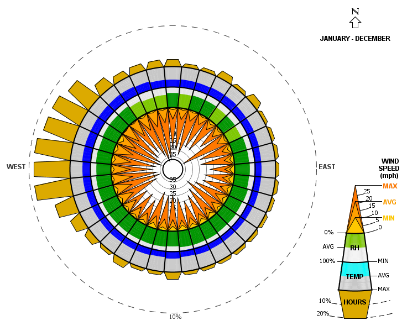 N
JANUARY - DECEMBER
WEST
EAST
10%
WIND
SPEED
(mph)
MAX
25
20
AVG
15
10
MIN
5
0
0%
AVG
RH
100%
MIN
TEMP
AVG
MAX
10%
HOURS
20%